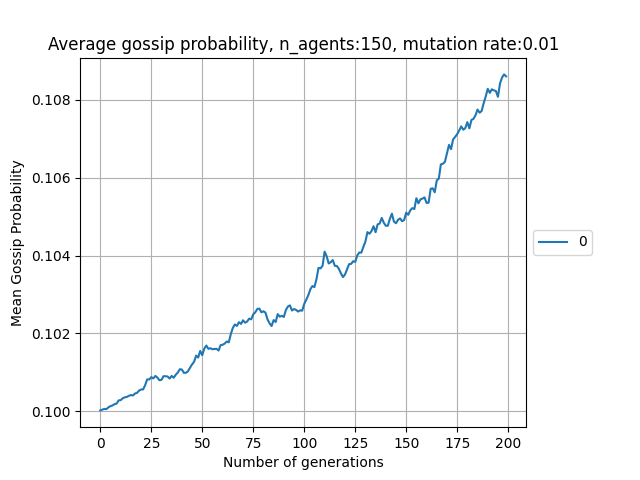 Average gossip probability, n_agents:150, mutation rate:0.01
0.108
0.106
0.104
0.102
0.100
Mean Gossip Probability
0
0 25 50 75 100 125 150 175 200
Number of generations